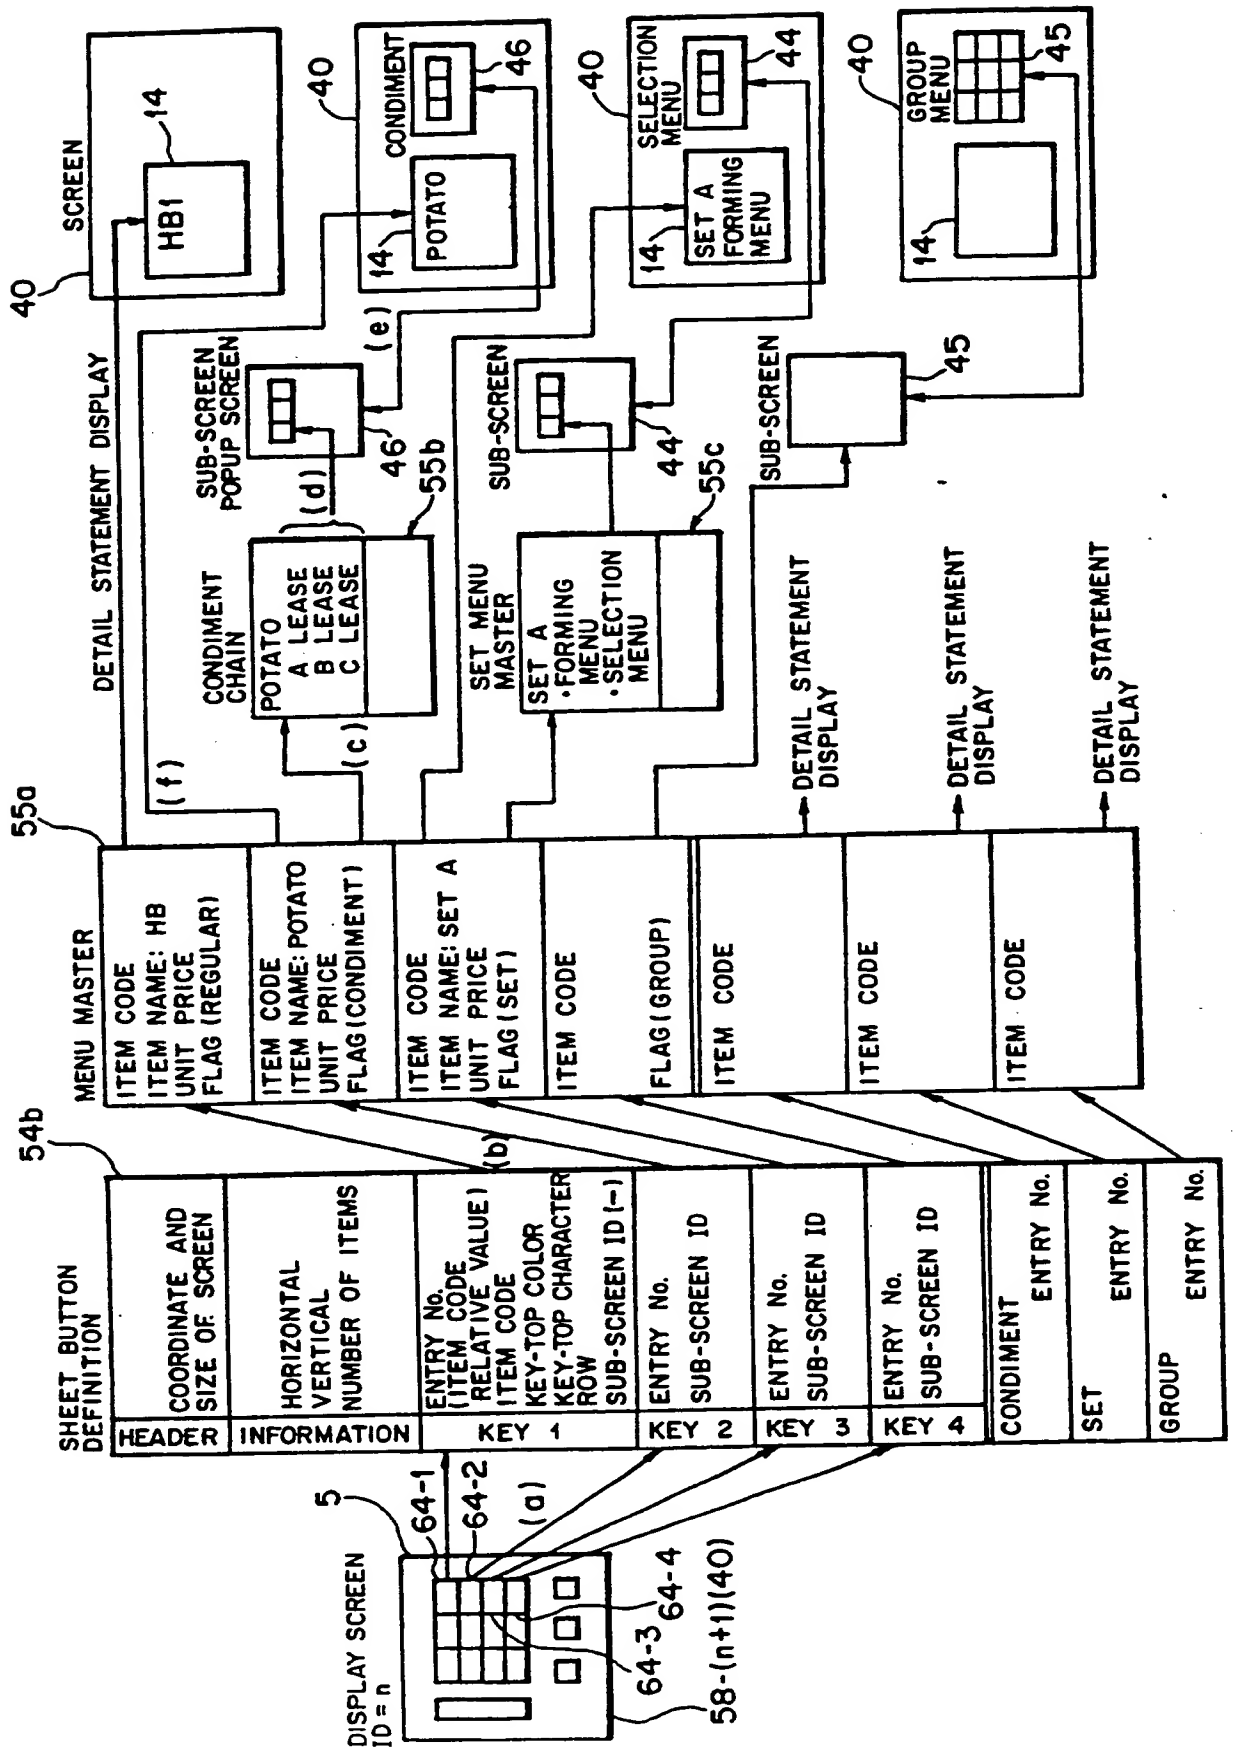 DISPLAY SCREEN
ID = n
5
64-1
64-2
(a)
64-3
64-4
58-(n+1)(40)
SHEET BUTTON
DEFINITION
54b
HEADER
COORDINATE AND
SIZE OF SCREEN
INFORMATION
HORIZONTAL
VERTICAL
NUMBER OF ITEMS
KEY 1
ENTRY No.
(ITEM CODE
RELATIVE VALUE)
ITEM CODE
KEY-TOP COLOR
KEY-TOP CHARACTER
ROW
SUB-SCREEN ID(-)
KEY 2
ENTRY No.
SUB-SCREEN ID
KEY 3
ENTRY No.
SUB-SCREEN ID
KEY 4
ENTRY No.
SUB-SCREEN ID
CONDIMENT
ENTRY No.
SET
ENTRY No.
GROUP
ENTRY No.
(b)
MENU MASTER
55a
ITEM CODE
ITEM NAME: HB
UNIT PRICE
FLAG (REGULAR)
ITEM CODE
ITEM NAME:POTATO
UNIT PRICE
FLAG(CONDIMENT)
ITEM CODE
ITEM NAME:SET A
UNIT PRICE
FLAG(SET)
ITEM CODE
FLAG(GROUP)
ITEM CODE
ITEM CODE
ITEM CODE
(f)
(c)
DETAIL STATEMENT DISPLAY
CONDIMENT
CHAIN
POTATO
A LEASE
B LEASE
C LEASE
55b
(d)
SET MENU
MASTER
SET A
·FORMING
MENU
·SELECTION
MENU
55c
DETAIL STATEMENT
DISPLAY
DETAIL STATEMENT
DISPLAY
DETAIL STATEMENT
DISPLAY
SUB-SCREEN
POPUP SCREEN
46
(e)
SUB-SCREEN
44
SUB-SCREEN
45
SCREEN
40
HB1
14
40
CONDIMENT
14
POTATO
46
40
SELECTION
MENU
14
SET A
FORMING
MENU
44
40
GROUP
MENU
14
45